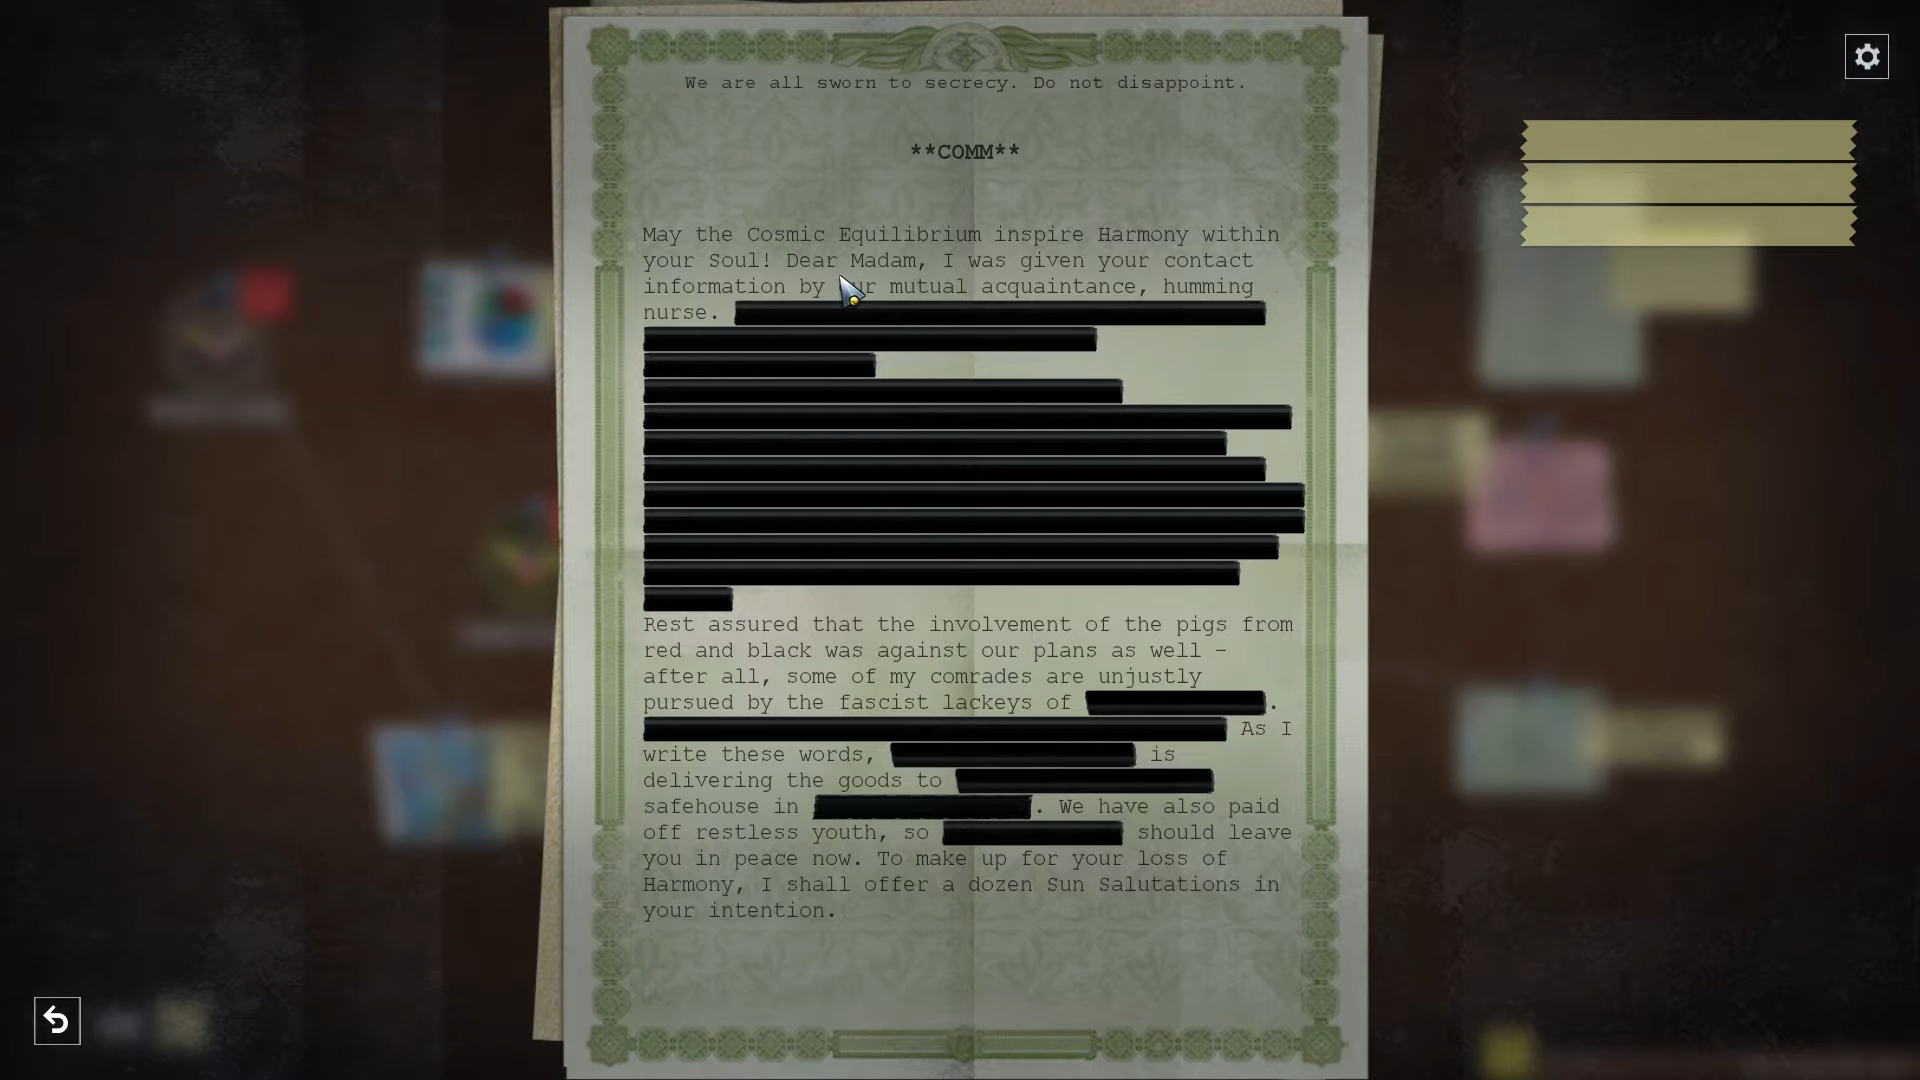 We are all sworn to secrecy. Do not disappoint.
**COMM**
May the Cosmic Equilibrium inspire Harmony within
your Soul! Dear Madam, I was given your contact
information by mutual acquaintance, humming
nurse.
Rest assured that the involvement of the pigs from
red and black was against our plans as well –
after all, some of my comrades are unjustly
pursued by the fascist lackeys of .
As I
write these words, is
delivering the goods to
safehouse in . We have also paid
off restless youth, so should leave
you in peace now. To make up for your loss of
Harmony, I shall offer a dozen Sun Salutations in
your intention.